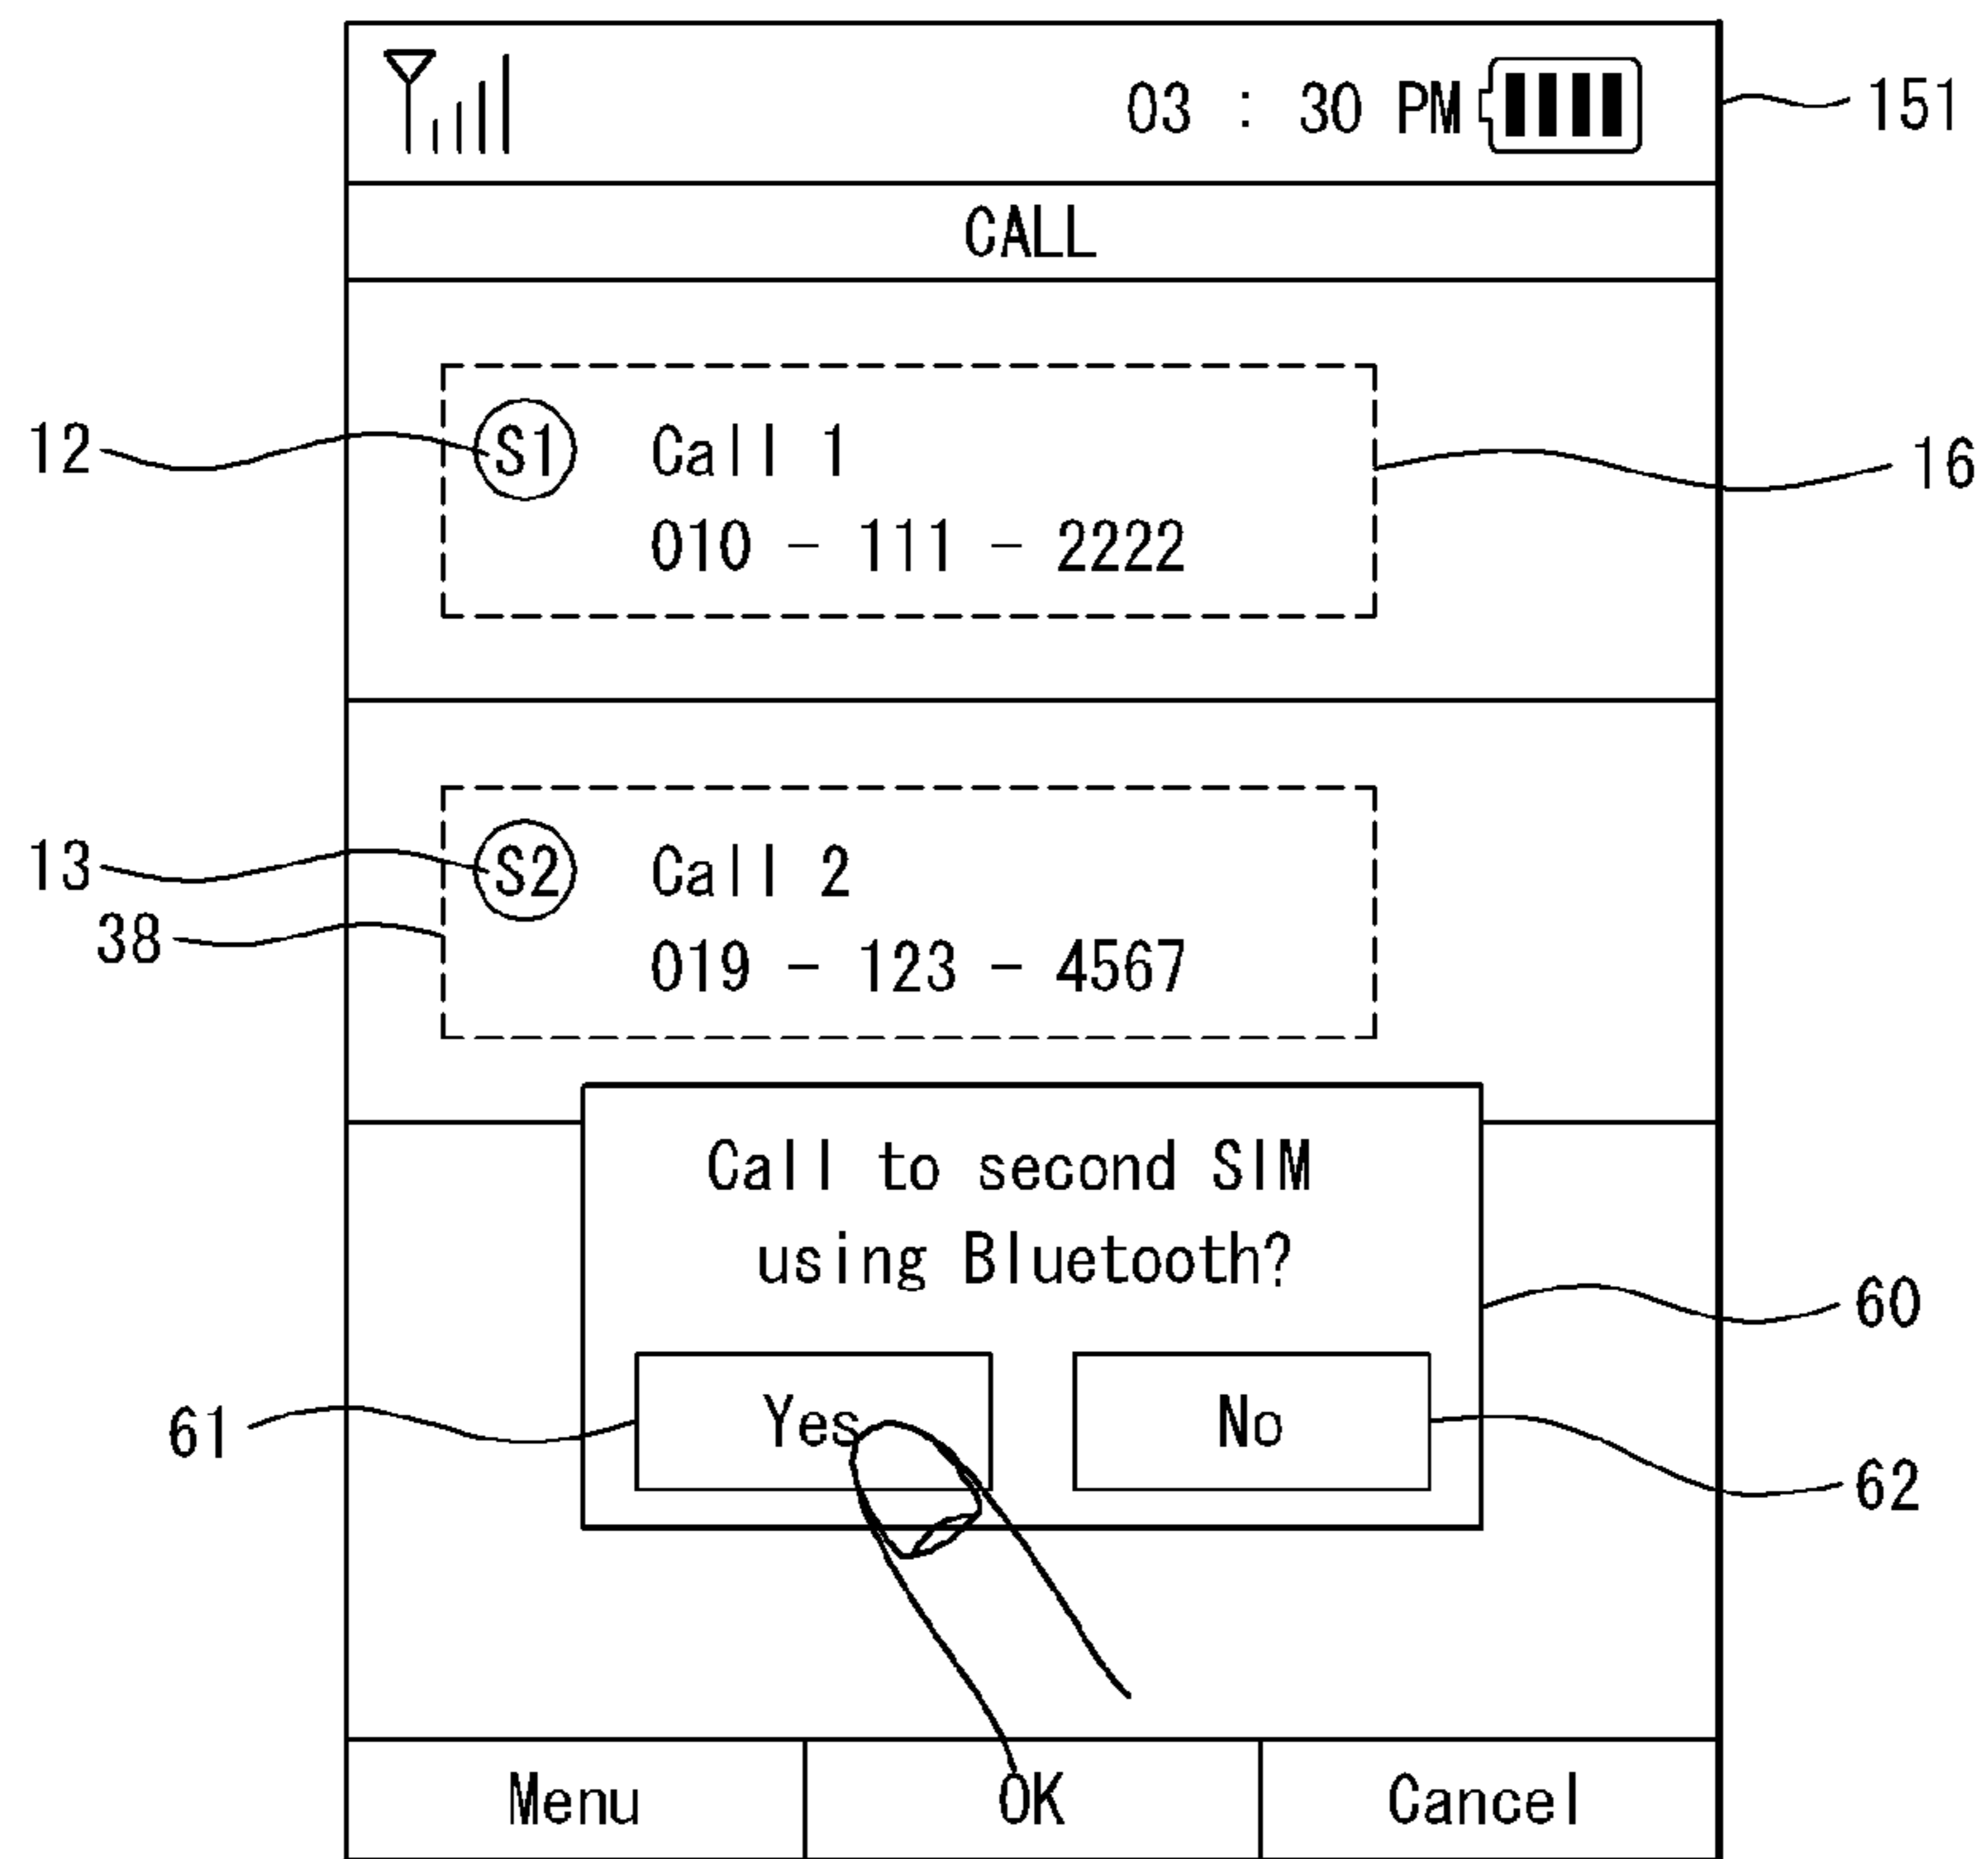 03 : 30 PM
151
CALL
12
S1 Call 1
16
010 - 111 - 2222
13
S2 Call 2
38
019 - 123 - 4567
Call to second SIM
using Bluetooth?
60
61
Yes
No
62
Menu
OK
Cancel